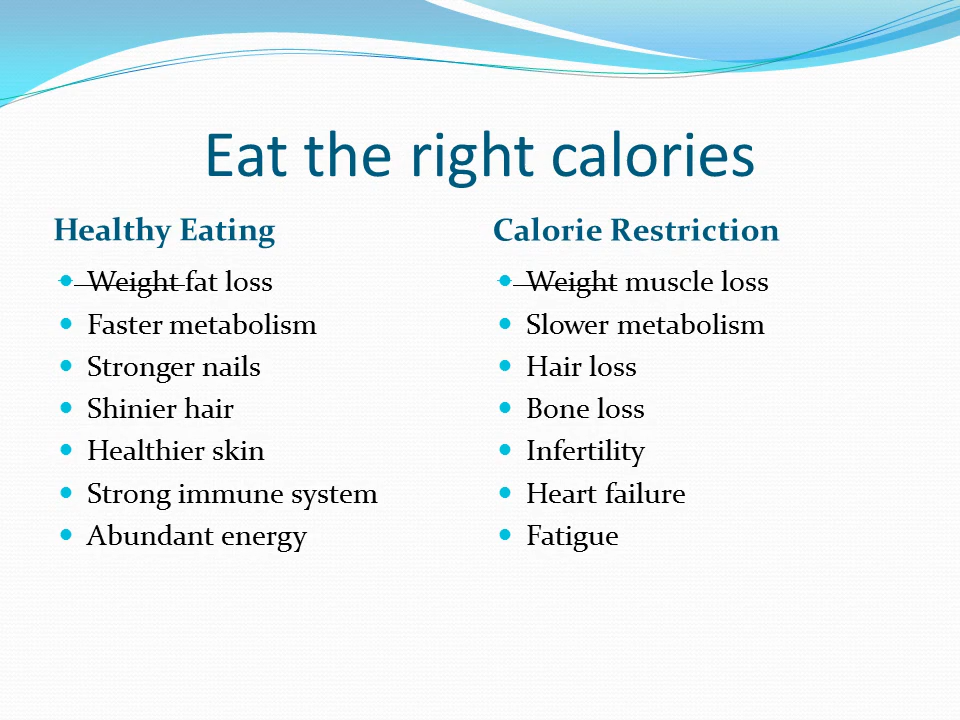 Eat the right calories
Healthy Eating
Weight fat loss
Faster metabolism
Stronger nails
Shinier hair
Healthier skin
Strong immune system
Abundant energy
Calorie Restriction
Weight muscle loss
Slower metabolism
Hair loss
Bone loss
Infertility
Heart failure
Fatigue